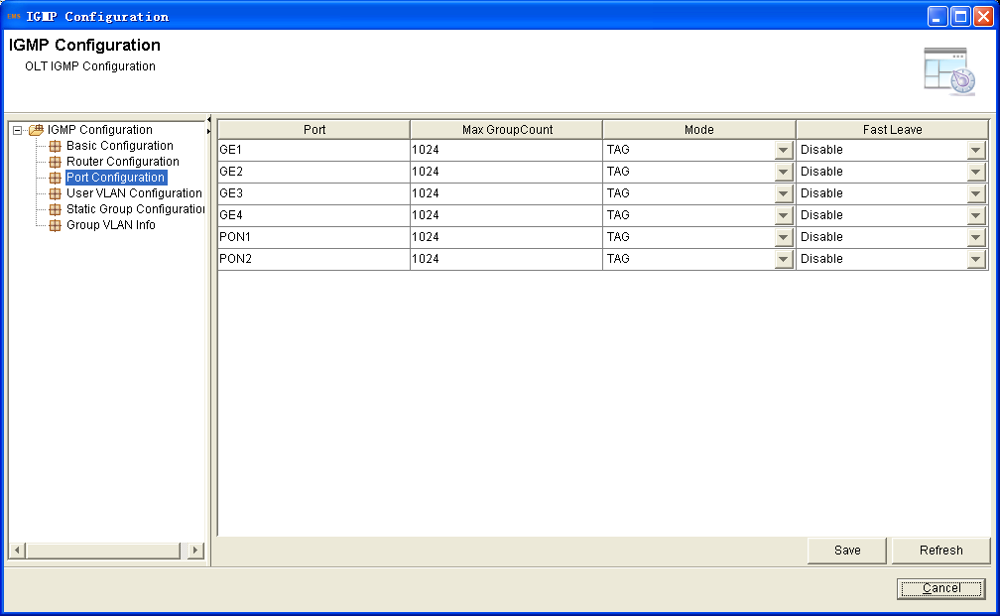 EMS IGMP Configuration
IGMP Configuration
OLT IGMP Configuration
IGMP Configuration
Basic Configuration
Router Configuration
Port Configuration
User VLAN Configuration
Static Group Configuration
Group VLAN Info
Port Max GroupCount Mode Fast Leave
GE1 1024 TAG Disable
GE2 1024 TAG Disable
GE3 1024 TAG Disable
GE4 1024 TAG Disable
PON1 1024 TAG Disable
PON2 1024 TAG Disable
Save Refresh
Cancel